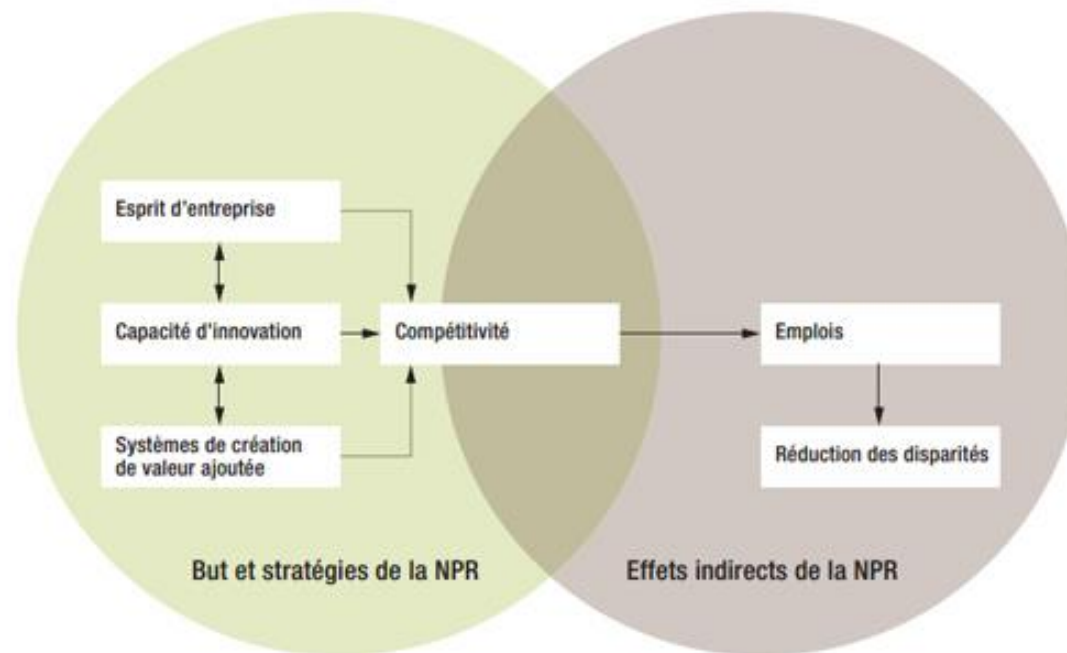 Esprit d'entreprise
Capacité d'innovation
Compétitivité
Emplois
Systèmes de création
de valeur ajoutée
Réduction des disparités
But et stratégies de la NPR
Effets indirects de la NPR